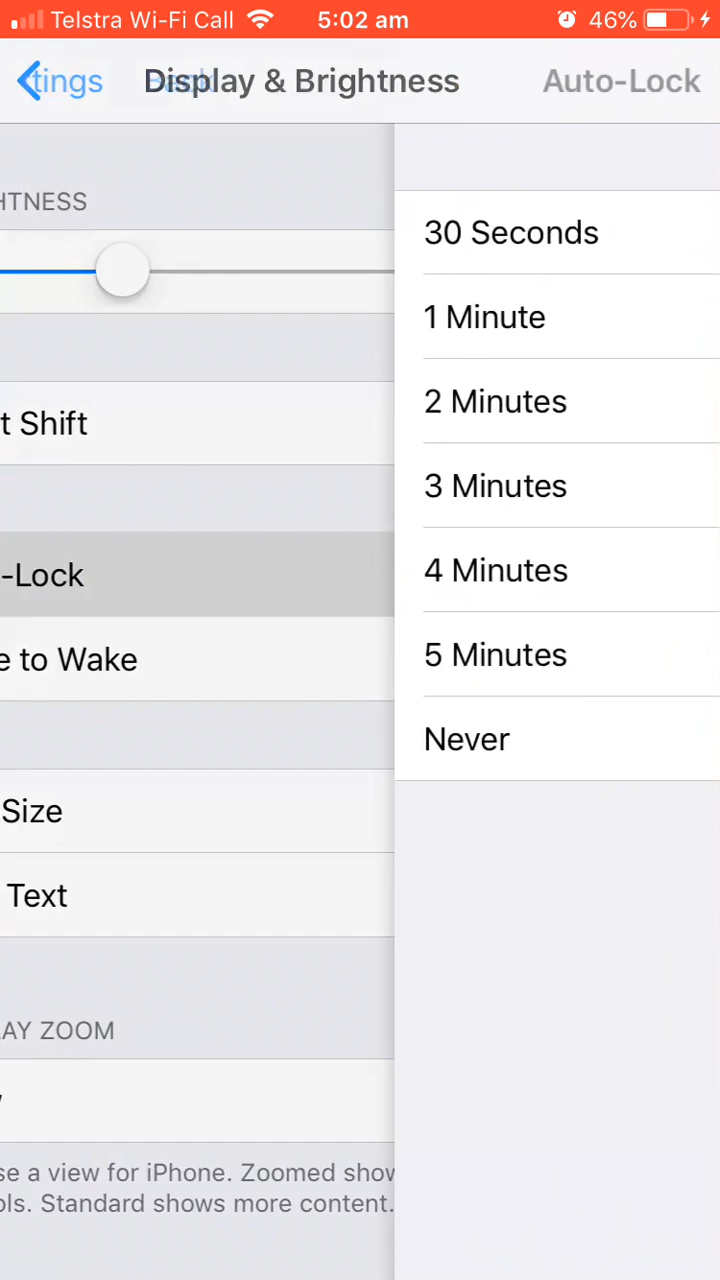 Telstra Wi-Fi Call 5:02 am 46%
tings Display & Brightness Auto-Lock
HTNESS
t Shift
-Lock
e to Wake
Size
Text
AY ZOOM
se a view for iPhone. Zoomed show
ols. Standard shows more content.
30 Seconds
1 Minute
2 Minutes
3 Minutes
4 Minutes
5 Minutes
Never